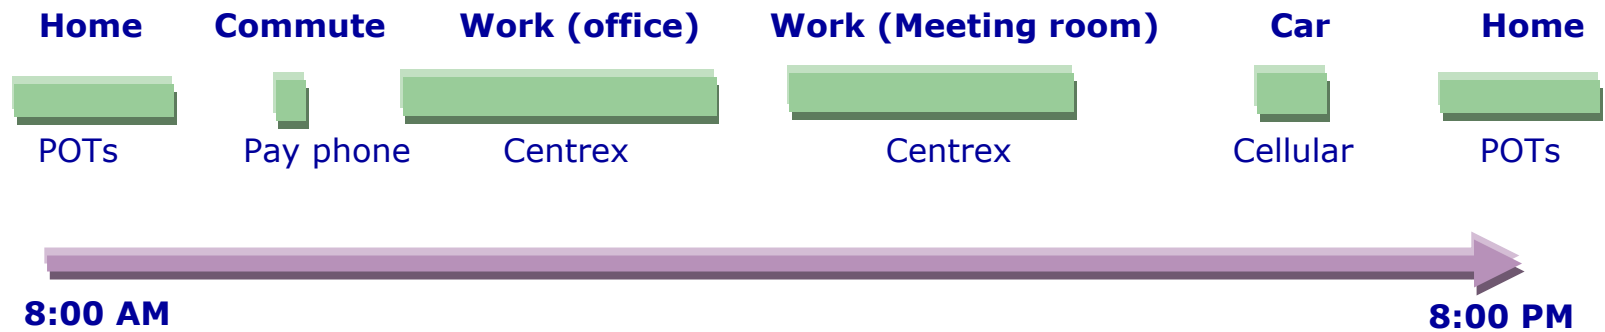 Home Commute Work (office) Work (Meeting room) Car Home
POTs Pay phone Centrex Centrex Cellular POTs
8:00 AM 8:00 PM